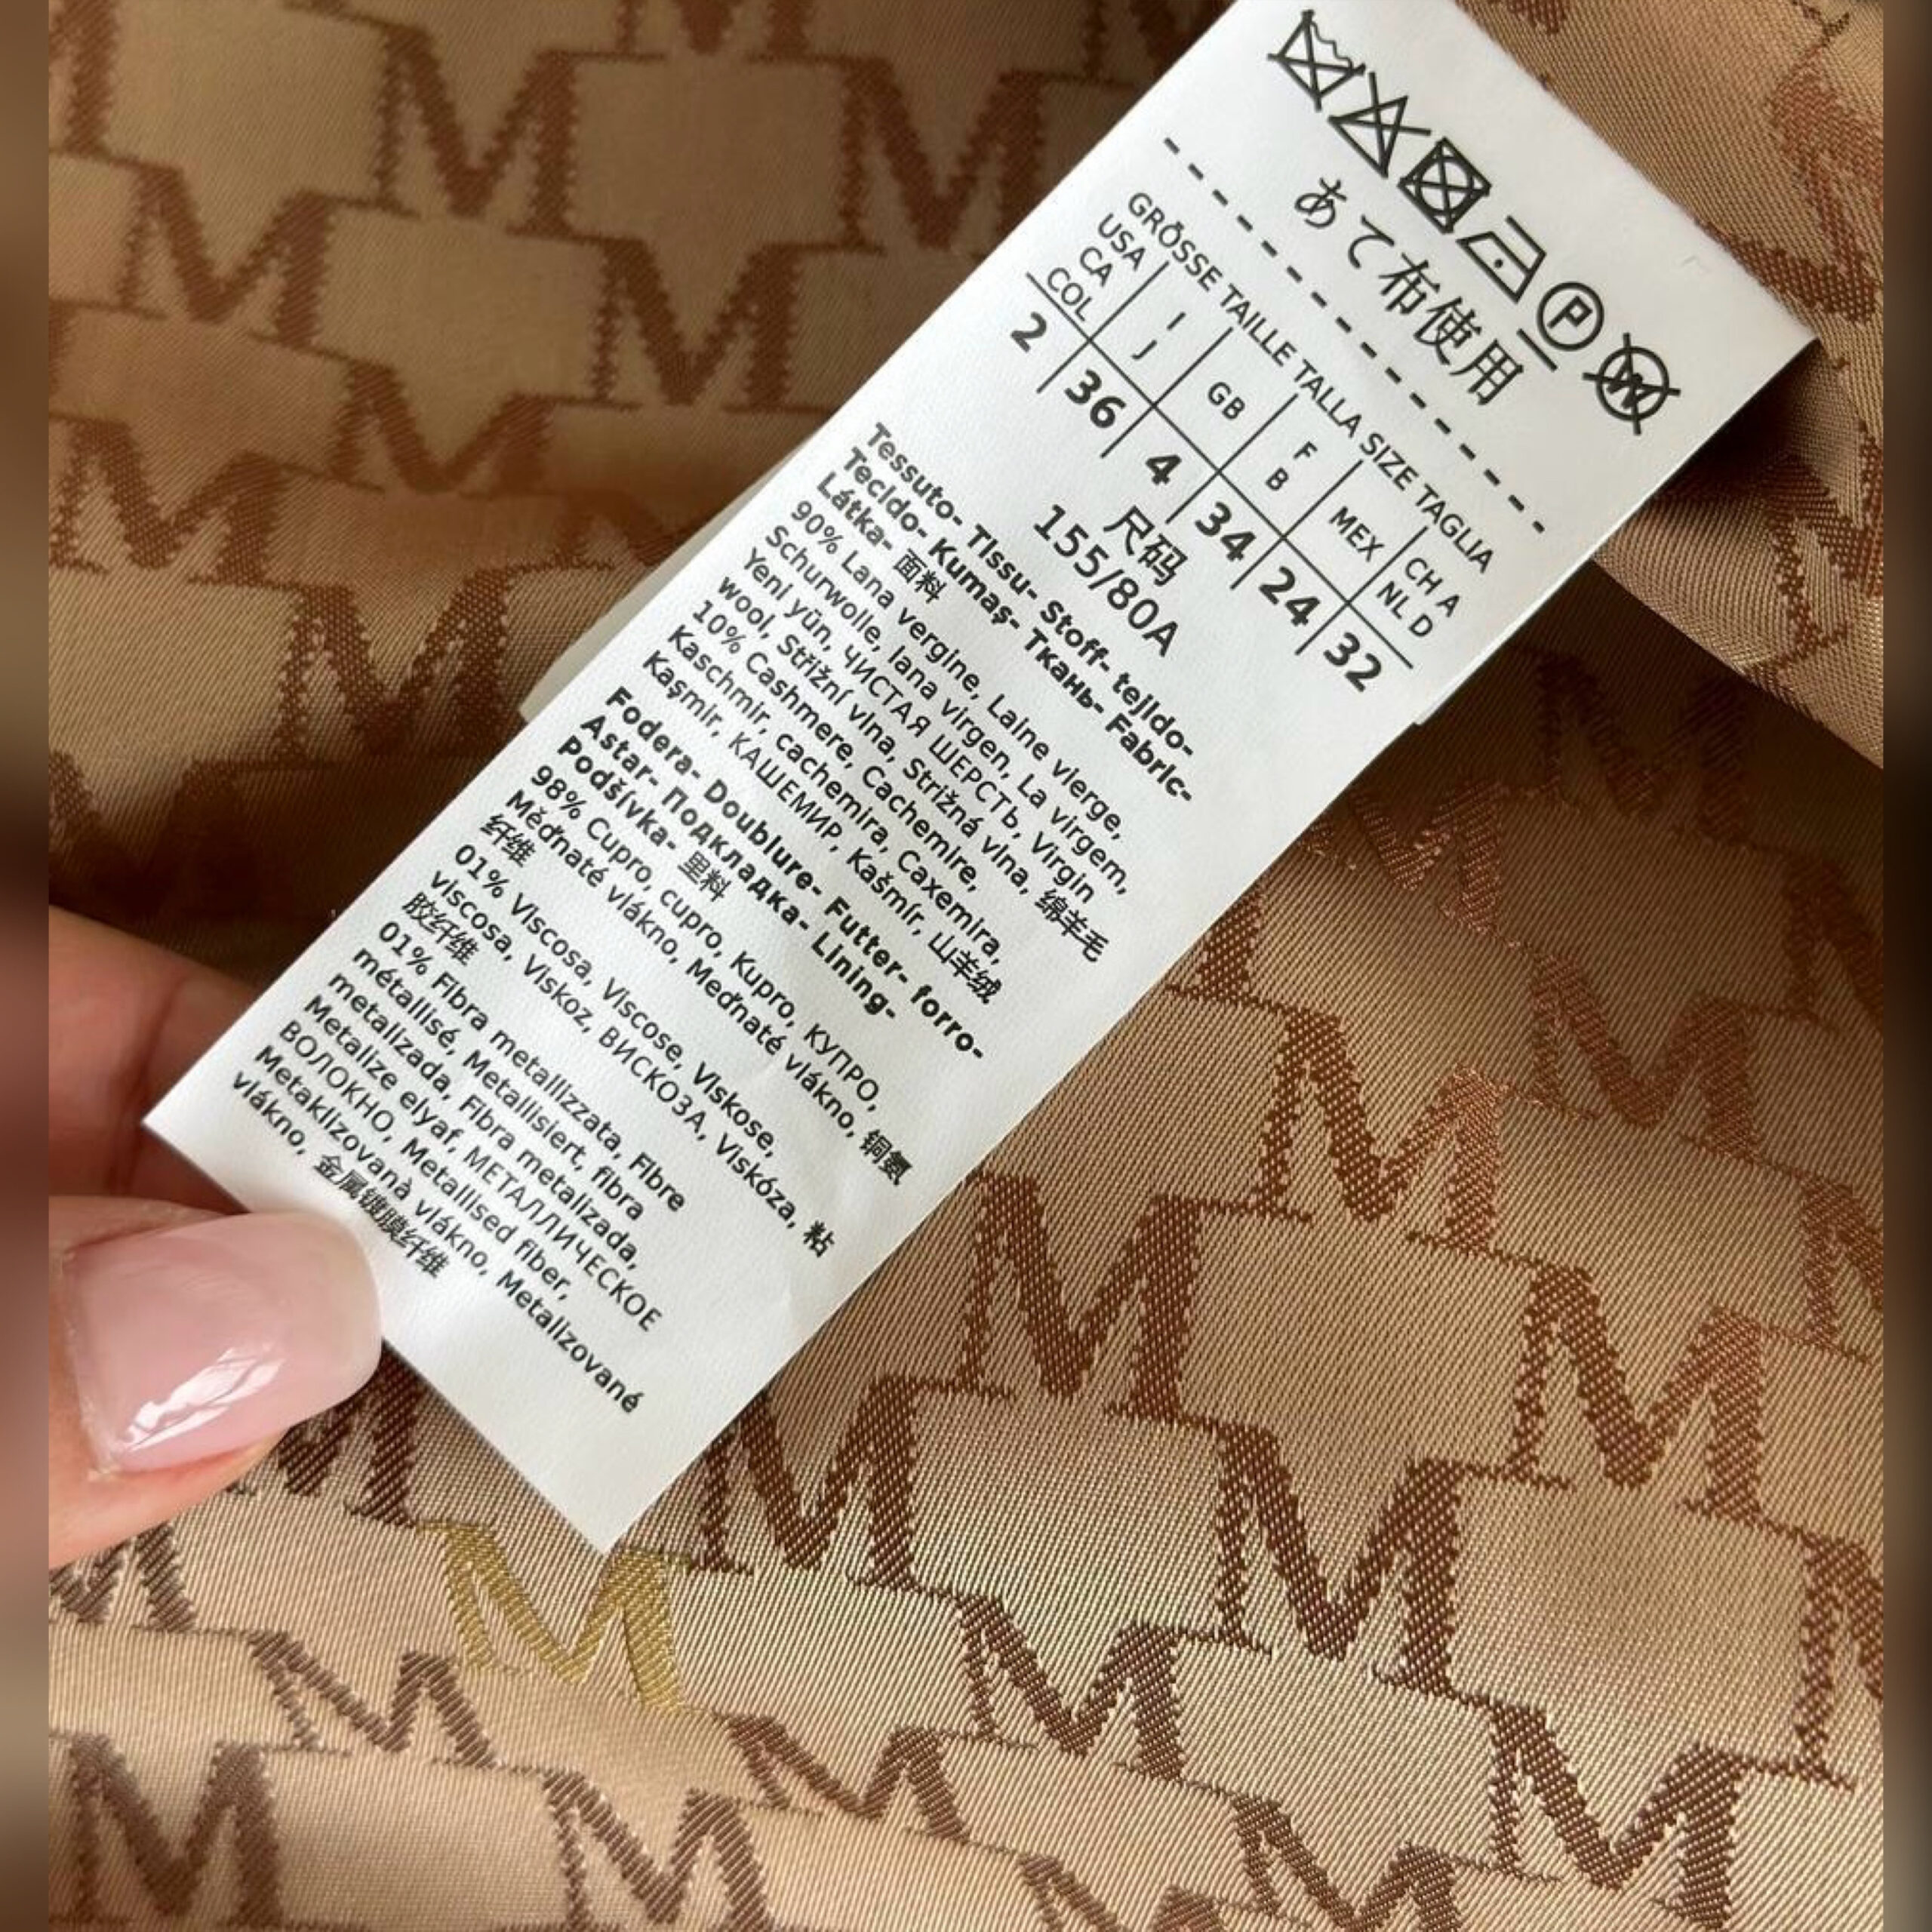 P
W
あて布使用
GRÖSSE TAILLE TALLA SIZE TAGLIA
USA CA COL | I J | GB | F B | MEX | CH A NL D
2 | 36 | 4 | 34 | 24 | 32
尺码
155/80A
Tessuto- Tissu- Stoff- tejido-
Tecido- Kumaş- Ткань- Fabric-
Látka- 面料
90% Lana vergine, Laine vierge,
Schurwolle, lana virgen, La virgem,
Yeni yün, ЧИСТАЯ ШЕРСТЬ, Virgin
wool, Střižní vlna, Strižná vlna, 绵羊毛
10% Cashmere, Cachemire,
Kaschmir, cachemira, Caxemira,
Kaşmir, КАШЕМИР, Kašmír, 山羊绒
Fodera- Doublure- Futter- forro-
Astar- Подкладка- Lining-
Podšívka- 里料
98% Cupro, cupro, Kupro, КУПРО,
Měďnaté vlákno, Meďnaté vlákno, 铜氨
纤维
01% Viscosa, Viscose, Viskose,
viscosa, Viskoz, ВИСКОЗА, Viskóza, 粘
胶纤维
01% Fibra metallizzata, Fibre
métallisé, Metallisiert, fibra
metalizada, Fibra metalizada,
Metalize elyaf, МЕТАЛЛИЧЕСКОЕ
ВОЛОКНО, Metallised fiber,
Metaklizovanà vlákno, Metalizované
vlákno, 金属镀膜纤维